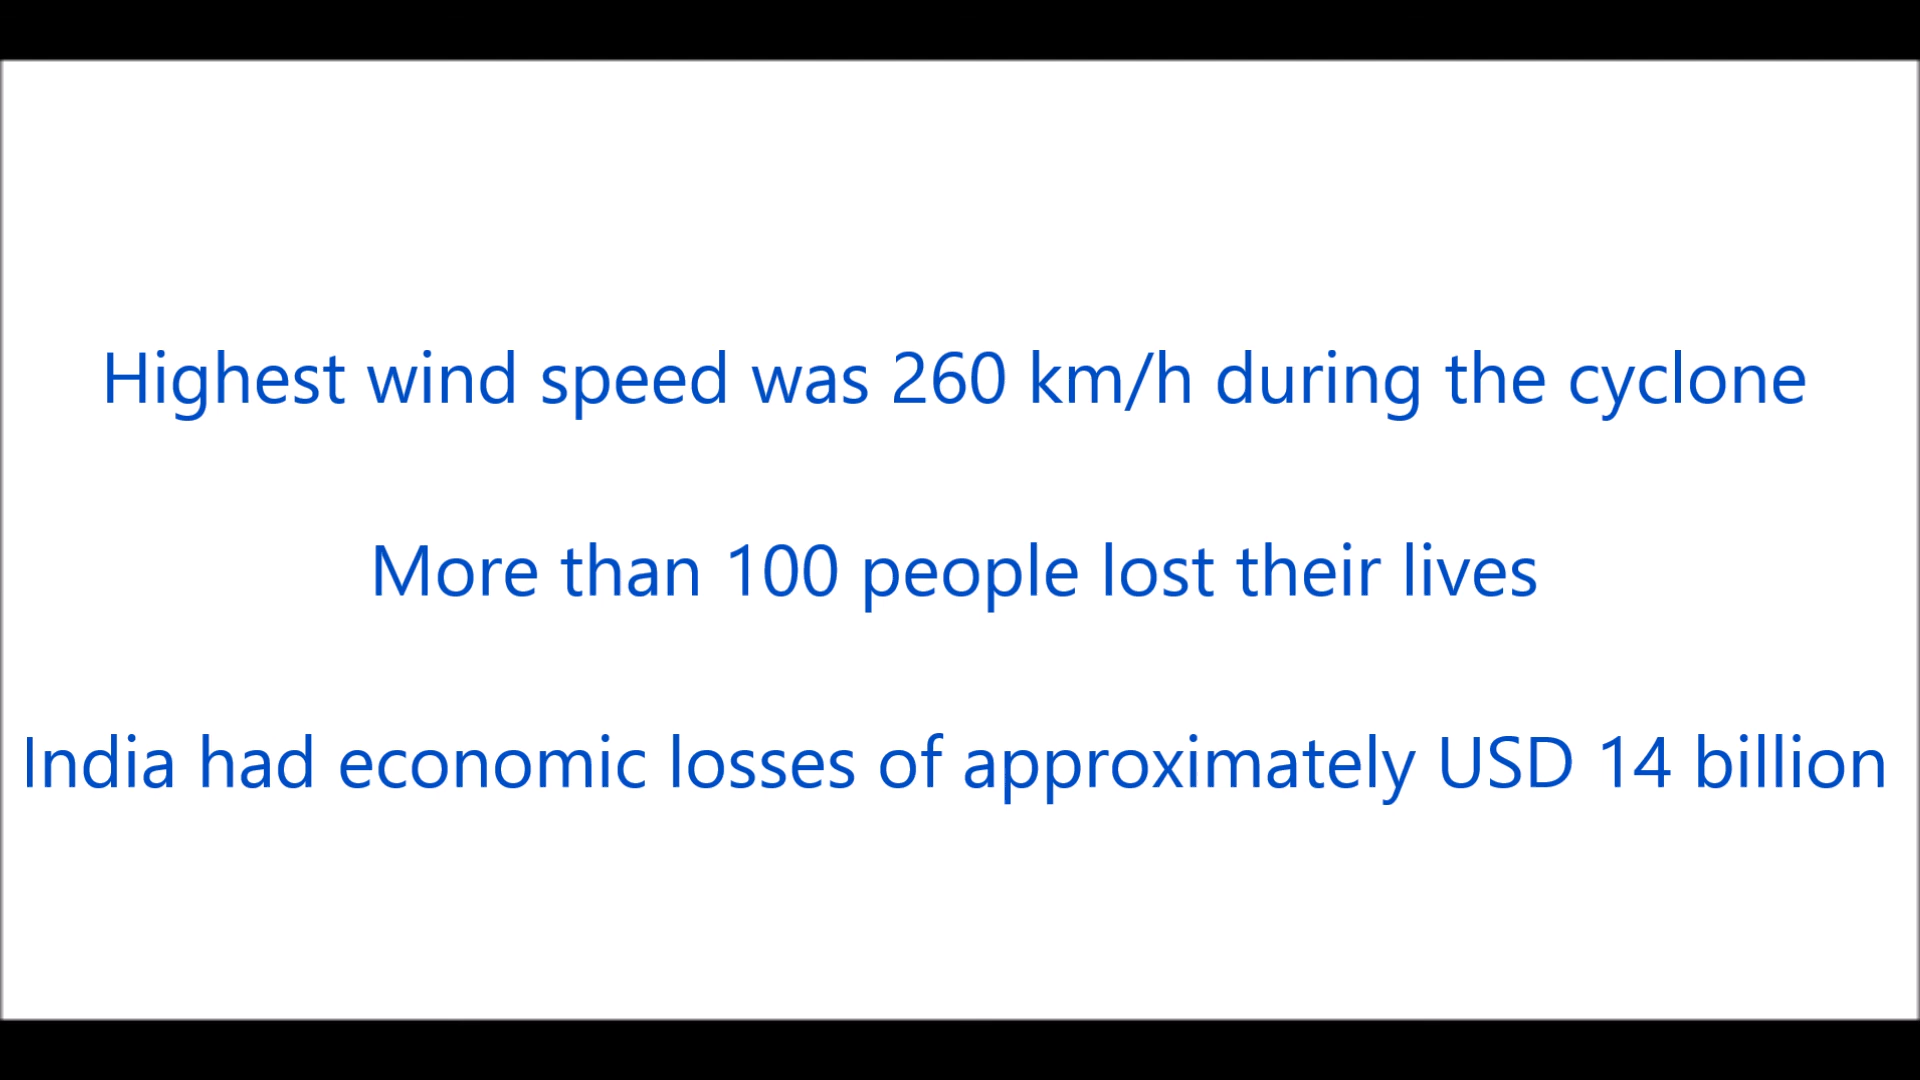 Highest wind speed was 260 km/h during the cyclone
More than 100 people lost their lives
India had economic losses of approximately USD 14 billion